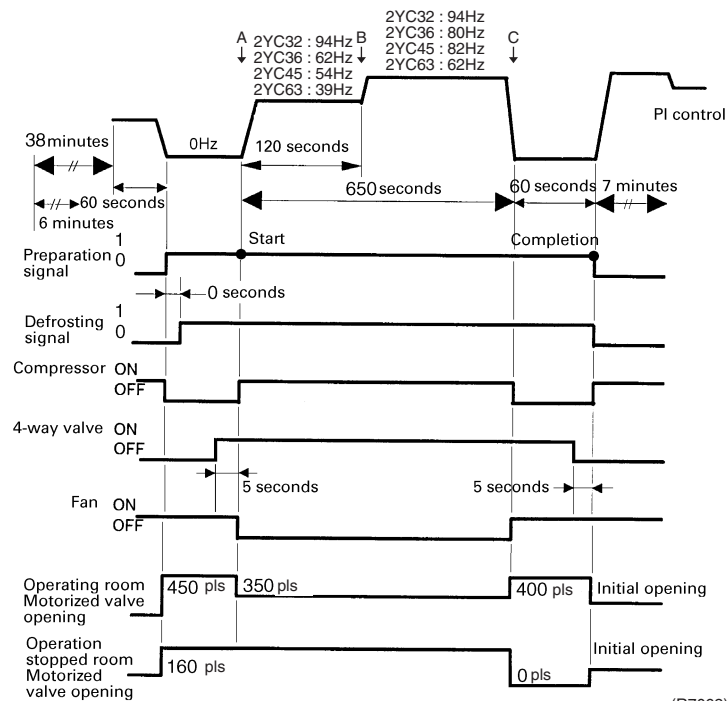 A 2YC32 : 94Hz B 2YC32 : 94Hz C
2YC36 : 62Hz 2YC36 : 80Hz
2YC45 : 54Hz 2YC45 : 82Hz
2YC63 : 39Hz 2YC63 : 62Hz
PI control
38 minutes 0Hz 120 seconds
60 seconds 650 seconds 60 seconds 7 minutes
6 minutes
Preparation signal 1 0 Start Completion
0 seconds
Defrosting signal 1 0
Compressor ON OFF
4-way valve ON OFF
5 seconds 5 seconds
Fan ON OFF
Operating room 450 pls 350 pls 400 pls Initial opening
Motorized valve
opening
Operation Initial opening
stopped room 160 pls 0 pls
Motorized
valve opening